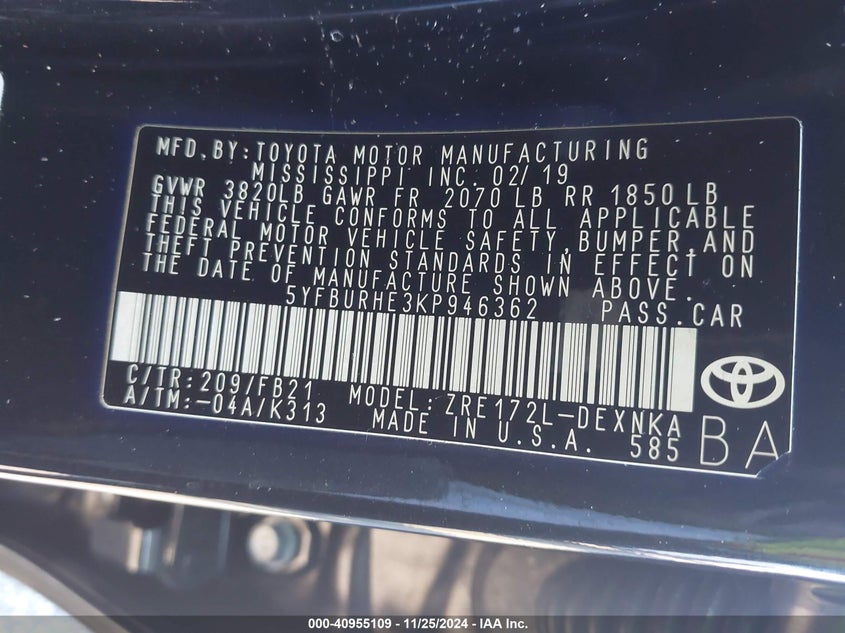 MFD. BY: TOYOTA MOTOR MANUFACTURING
MISSISSIPPI INC. 02/19
GVWR 3820LB GAWR FR 2070 LB RR 1850 LB
THIS VEHICLE CONFORMS TO ALL APPLICABLE
FEDERAL MOTOR VEHICLE SAFETY, BUMPER, AND
THEFT PREVENTION STANDARDS IN EFFECT ON
THE DATE OF MANUFACTURE SHOWN ABOVE.
5YFBURHE3KP946362 PASS. CAR
C/TR: 209/FB21 MODEL: ZRE172L-DEXNKA
A/TM: -04A/K313 MADE IN U.S.A. 585 BA
000-40955109 - 11/25/2024 - IAA Inc.